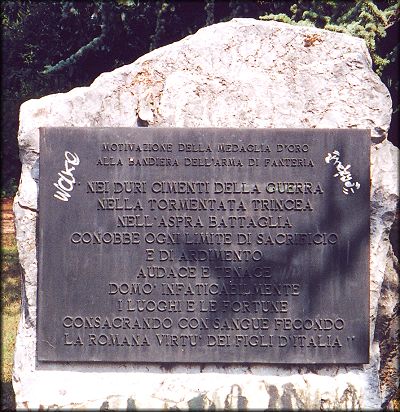 MOTIVAZIONE DELLA MEDAGLIA D'ORO
ALLA BANDIERA DELL'ARMA DI FANTERIA
"NEI DURI CIMENTI DELLA GUERRA
NELLA TORMENTATA TRINCEA
NELL'ASPRA BATTAGLIA
CONOBBE OGNI LIMITE DI SACRIFICIO
E DI ARDIMENTO
AUDACE E TENACE
DOMO' INFATICABILMENTE
I LUOGHI E LE FORTUNE
CONSACRANDO CON SANGUE FECONDO
LA ROMANA VIRTU' DEI FIGLI D'ITALIA"